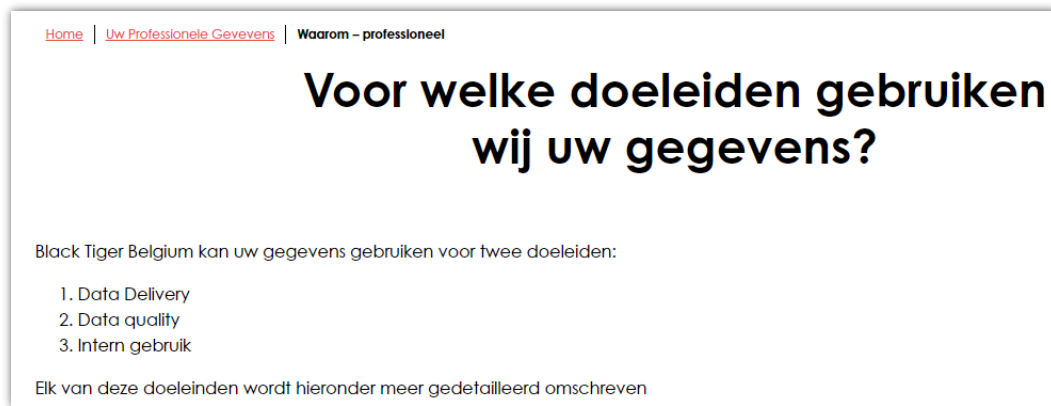 Home | Uw Professionele Gevevens | Waarom – professioneel
Voor welke doeleiden gebruiken
wij uw gegevens?
Black Tiger Belgium kan uw gegevens gebruiken voor twee doeleiden:
1. Data Delivery
2. Data quality
3. Intern gebruik
Elk van deze doeleinden wordt hieronder meer gedetailleerd omschreven